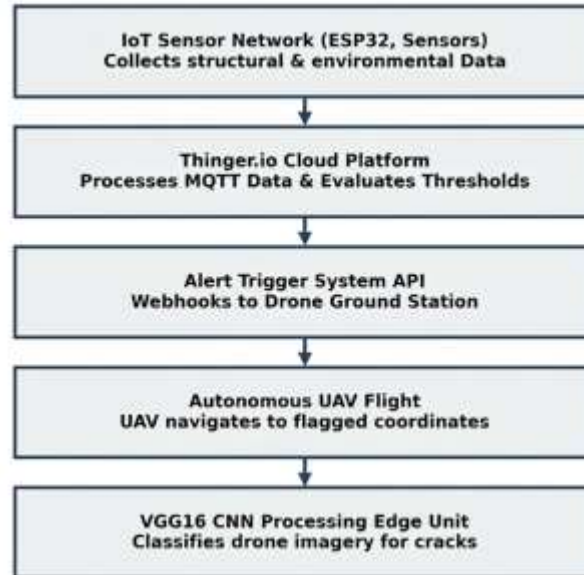 IoT Sensor Network (ESP32, Sensors)
Collects structural & environmental Data
Thinger.io Cloud Platform
Processes MQTT Data & Evaluates Thresholds
Alert Trigger System API
Webhooks to Drone Ground Station
Autonomous UAV Flight
UAV navigates to flagged coordinates
VGG16 CNN Processing Edge Unit
Classifies drone imagery for cracks